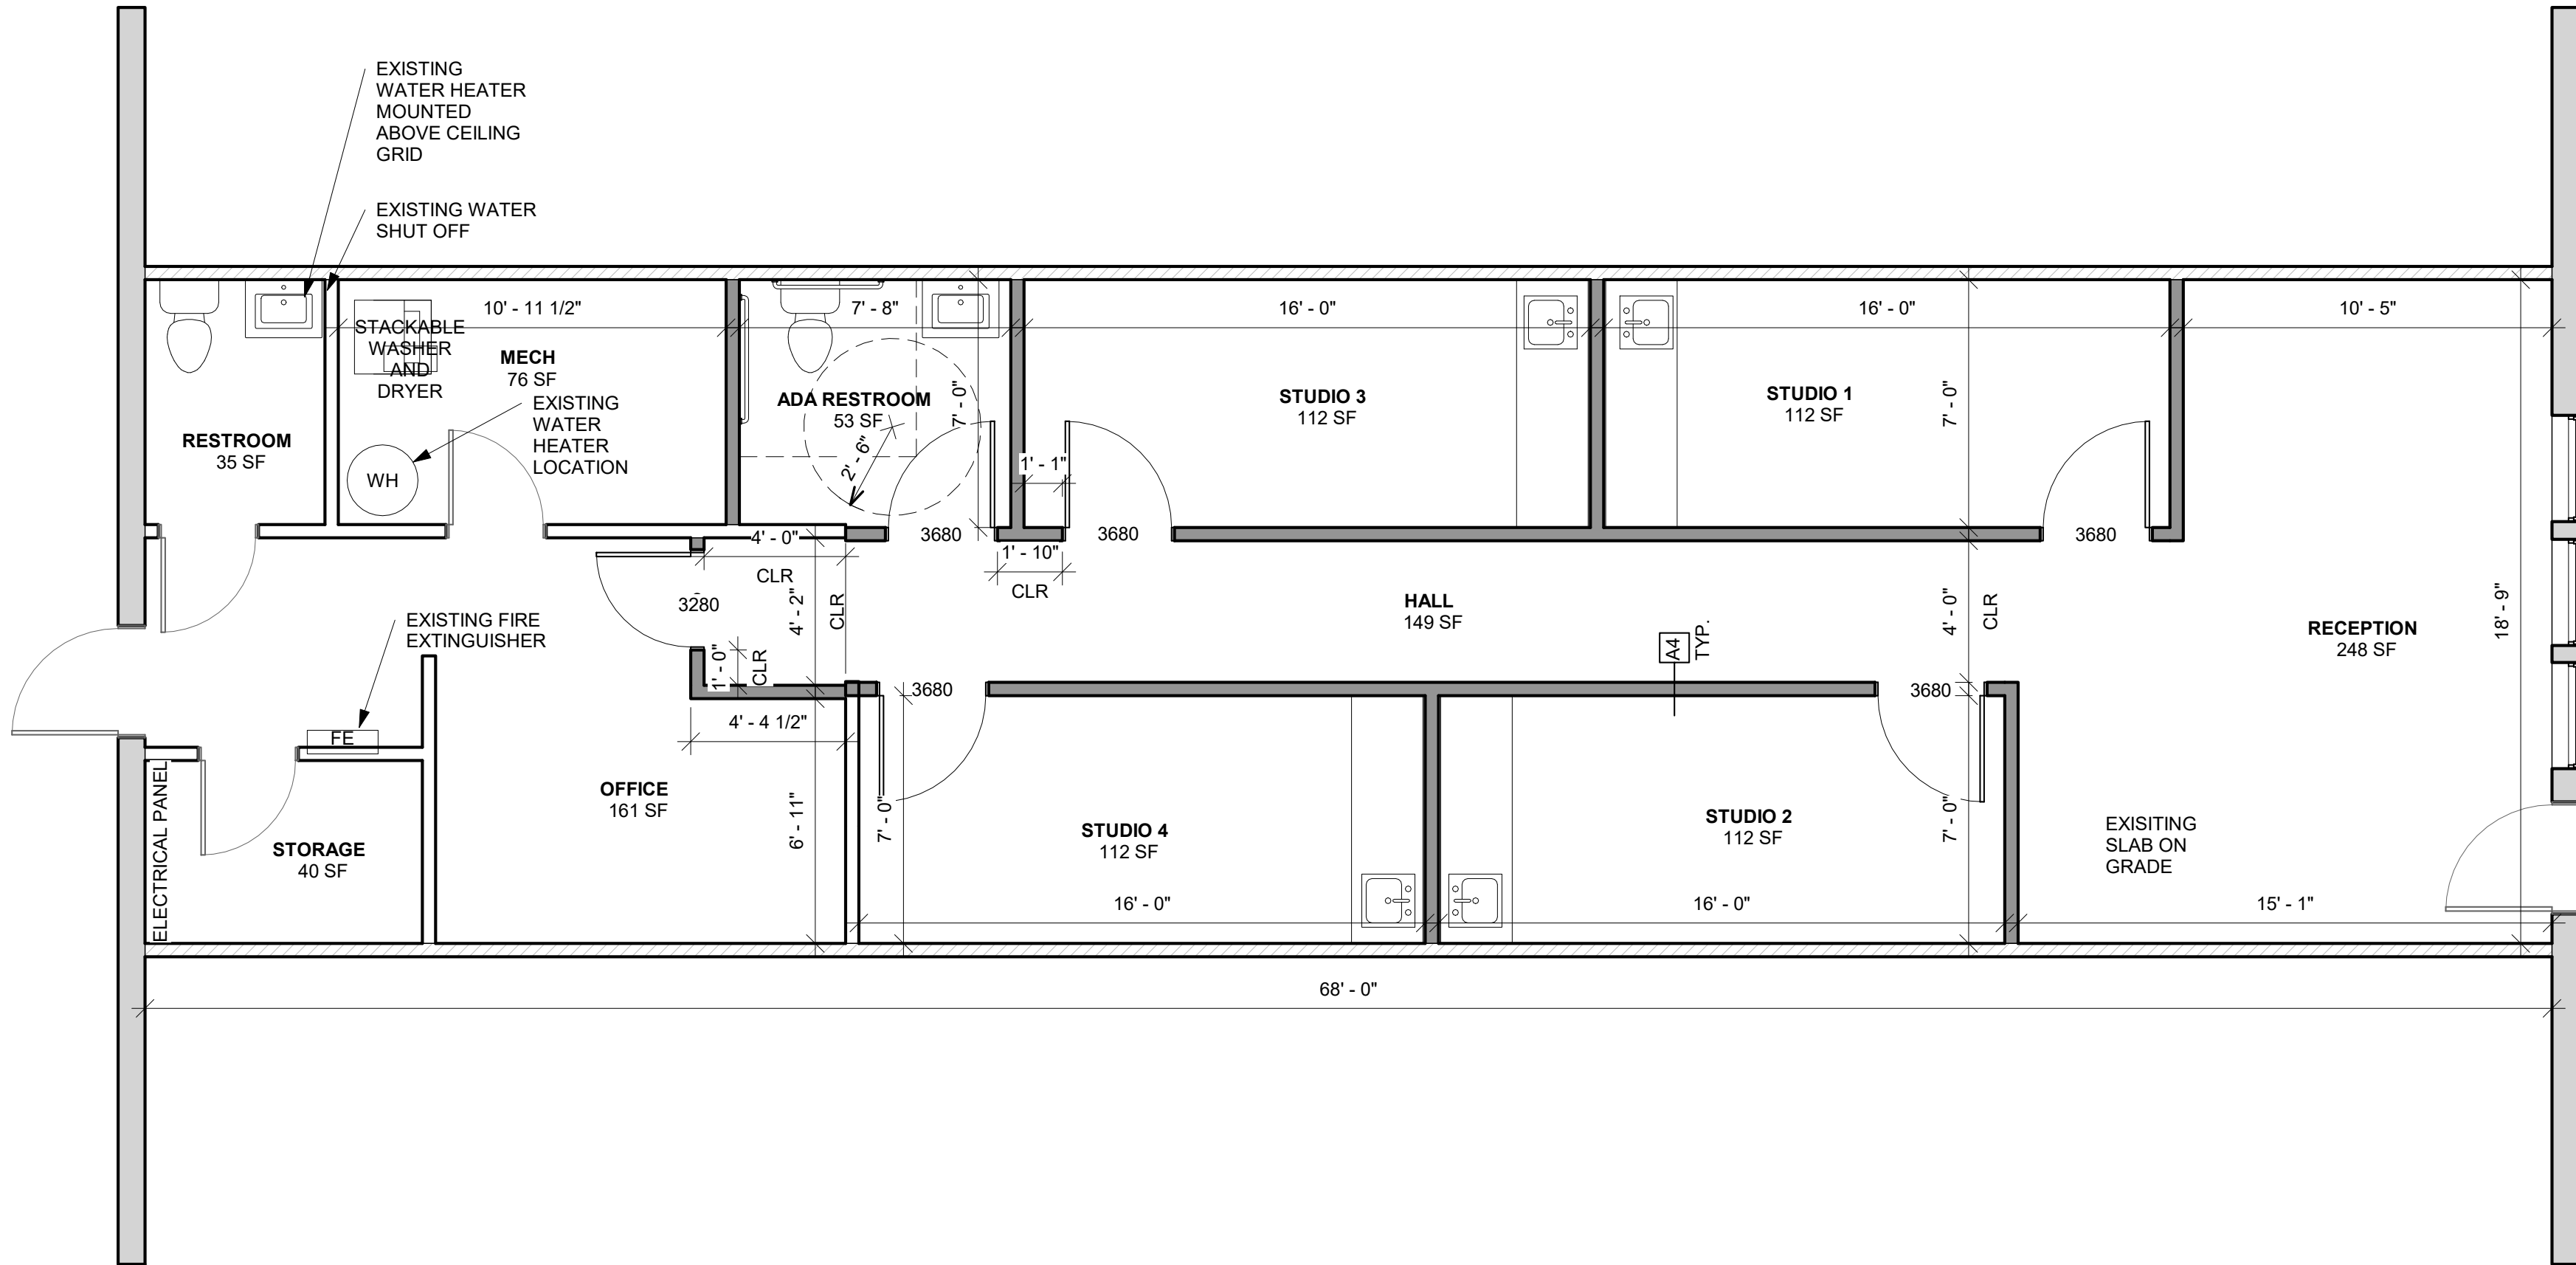 EXISTING
WATER HEATER
MOUNTED
ABOVE CEILING
GRID
EXISTING WATER
SHUT OFF
10' - 11 1/2"
7' - 8"
16' - 0"
16' - 0"
10' - 5"
STACKABLE
WASHER
AND
DRYER
MECH
76 SF
EXISTING
WATER
HEATER
LOCATION
WH
RESTROOM
35 SF
ADA RESTROOM
53 SF
2' - 6"
7' - 0"
1' - 1"
STUDIO 3
112 SF
STUDIO 1
112 SF
7' - 0"
3680
3680
3680
4' - 0"
CLR
1' - 10"
CLR
3280
4' - 2"
CLR
1' - 0"
CLR
EXISTING FIRE
EXTINGUISHER
FE
HALL
149 SF
A4
TYP.
4' - 0"
CLR
RECEPTION
248 SF
18' - 9"
3680
3680
4' - 4 1/2"
ELECTRICAL PANEL
STORAGE
40 SF
OFFICE
161 SF
6' - 11"
7' - 0"
STUDIO 4
112 SF
STUDIO 2
112 SF
7' - 0"
EXISITING
SLAB ON
GRADE
16' - 0"
16' - 0"
15' - 1"
68' - 0"